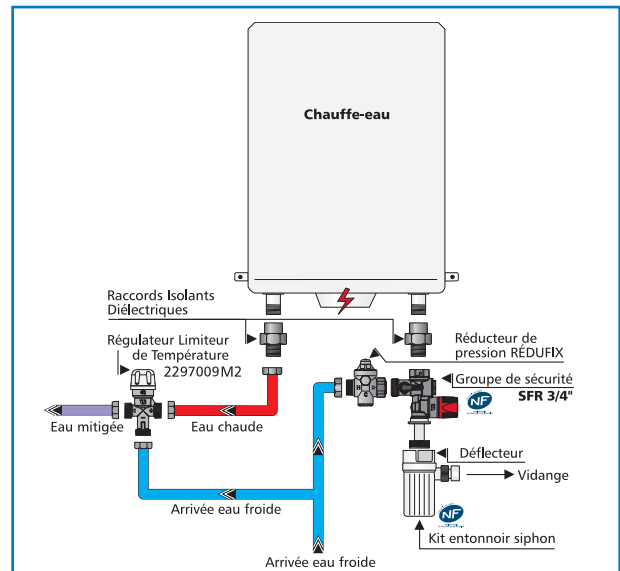 Chauffe-eau
Raccords Isolants
Diélectriques
Régulateur Limiteur
de Température
2297009M2
Réducteur de
pression RÉDUFIX
Groupe de sécurité
SFR 3/4"
NF
Eau mitigée
Eau chaude
Déflecteur
Vidange
Arrivée eau froide
NF
Kit entonnoir siphon
Arrivée eau froide